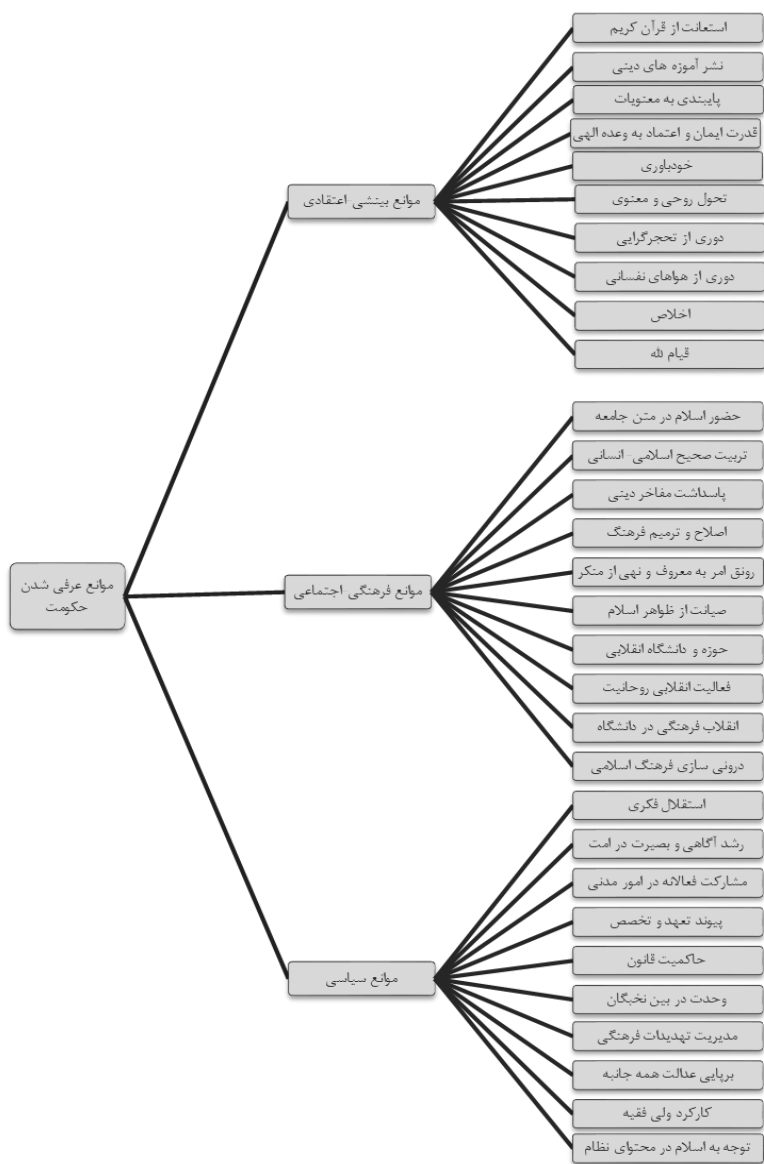 موانع عرفی شدن
حکومت
موانع بینشی-اعتقادی
استعانت از قرآن کریم
نشر آموزه های دینی
پایبندی به معنویات
قدرت ایمان و اعتماد به وعده الهی
خودباوری
تحول روحی و معنوی
دوری از تحجرگرایی
دوری از هواهای نفسانی
اخلاص
قیام لله
موانع فرهنگی-اجتماعی
حضور اسلام در متن جامعه
تربیت صحیح اسلامی- انسانی
پاسداشت مفاخر دینی
اصلاح و ترمیم فرهنگ
رونق امر به معروف و نهی از منکر
صیانت از ظواهر اسلام
حوزه و دانشگاه انقلابی
فعالیت انقلابی روحانیت
انقلاب فرهنگی در دانشگاه
درونی سازی فرهنگ اسلامی
موانع سیاسی
استقلال فکری
رشد آگاهی و بصیرت در امت
مشارکت فعالانه در امور مدنی
پیوند تعهد و تخصص
حاکمیت قانون
وحدت در بین نخبگان
مدیریت تهدیدات فرهنگی
برپایی عدالت همه جانبه
کارکرد ولی فقیه
توجه به اسلام در محتوای نظام